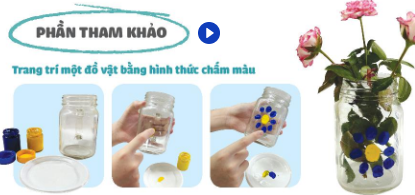 PHẦN THAM KHẢO
Trang trí một đồ vật bằng hình thức chấm màu